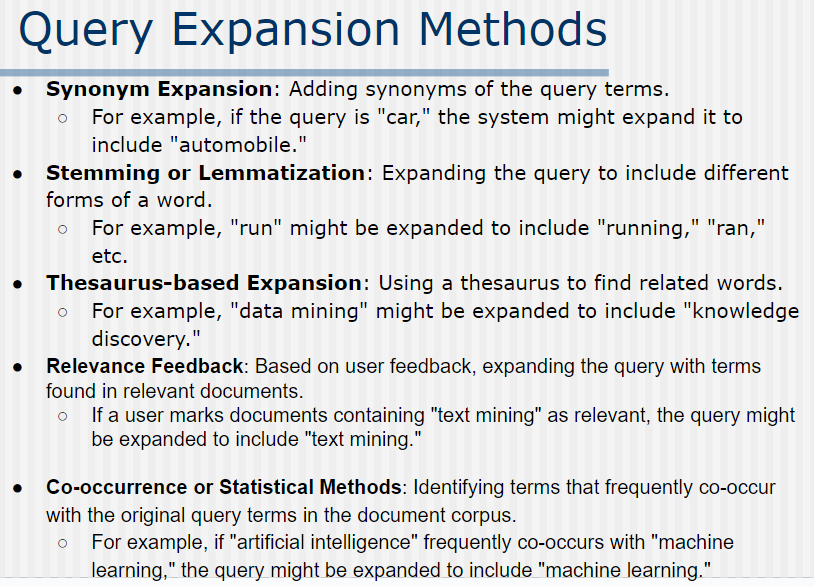 Query Expansion Methods
● Synonym Expansion: Adding synonyms of the query terms.
○ For example, if the query is "car," the system might expand it to
include "automobile."
● Stemming or Lemmatization: Expanding the query to include different
forms of a word.
○ For example, "run" might be expanded to include "running," "ran,"
etc.
● Thesaurus-based Expansion: Using a thesaurus to find related words.
○ For example, "data mining" might be expanded to include "knowledge
discovery."
● Relevance Feedback: Based on user feedback, expanding the query with terms
found in relevant documents.
○ If a user marks documents containing "text mining" as relevant, the query might
be expanded to include "text mining."
● Co-occurrence or Statistical Methods: Identifying terms that frequently co-occur
with the original query terms in the document corpus.
○ For example, if "artificial intelligence" frequently co-occurs with "machine
learning," the query might be expanded to include "machine learning."